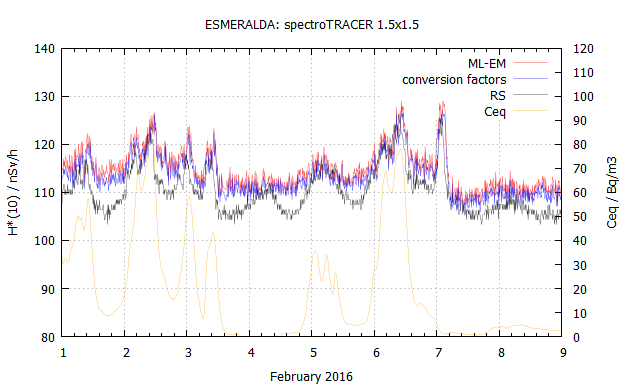 ESMERALDA: spectroTRACER 1.5x1.5
140
130
120
110
100
90
80
H*(10) / nSv/h
120
110
100
90
80
70
60
50
40
30
20
10
0
Ceq / Bq/m3
ML-EM
conversion factors
RS
Ceq
1 2 3 4 5 6 7 8 9
February 2016